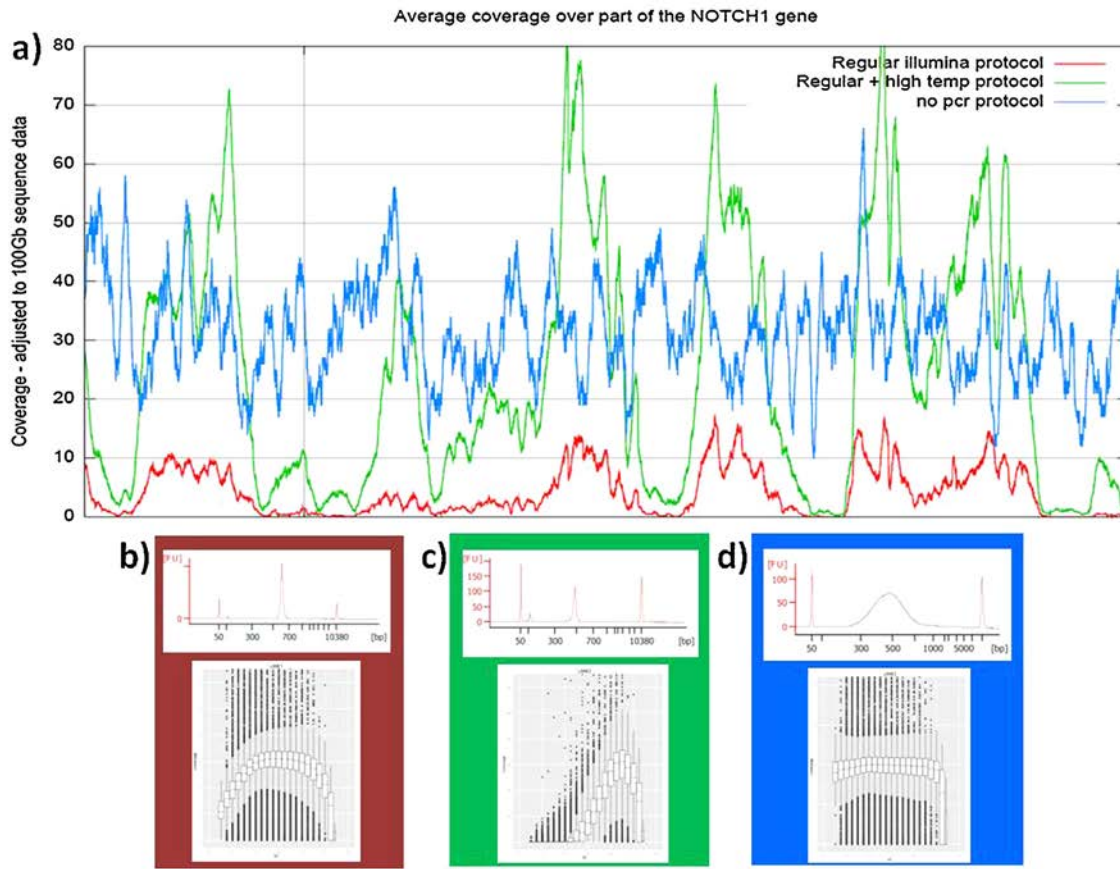 Average coverage over part of the NOTCH1 gene
a)
Coverage - adjusted to 100Gb sequence data
80
70
60
50
40
30
20
10
0
Regular illumina protocol
Regular + high temp protocol
no pcr protocol
b)
[FU]
0
50 300 700 10380 [bp]
c)
[FU]
150
100
50
0
50 300 700 10380 [bp]
d)
[FU]
100
50
0
50 300 500 1000 5000 [bp]